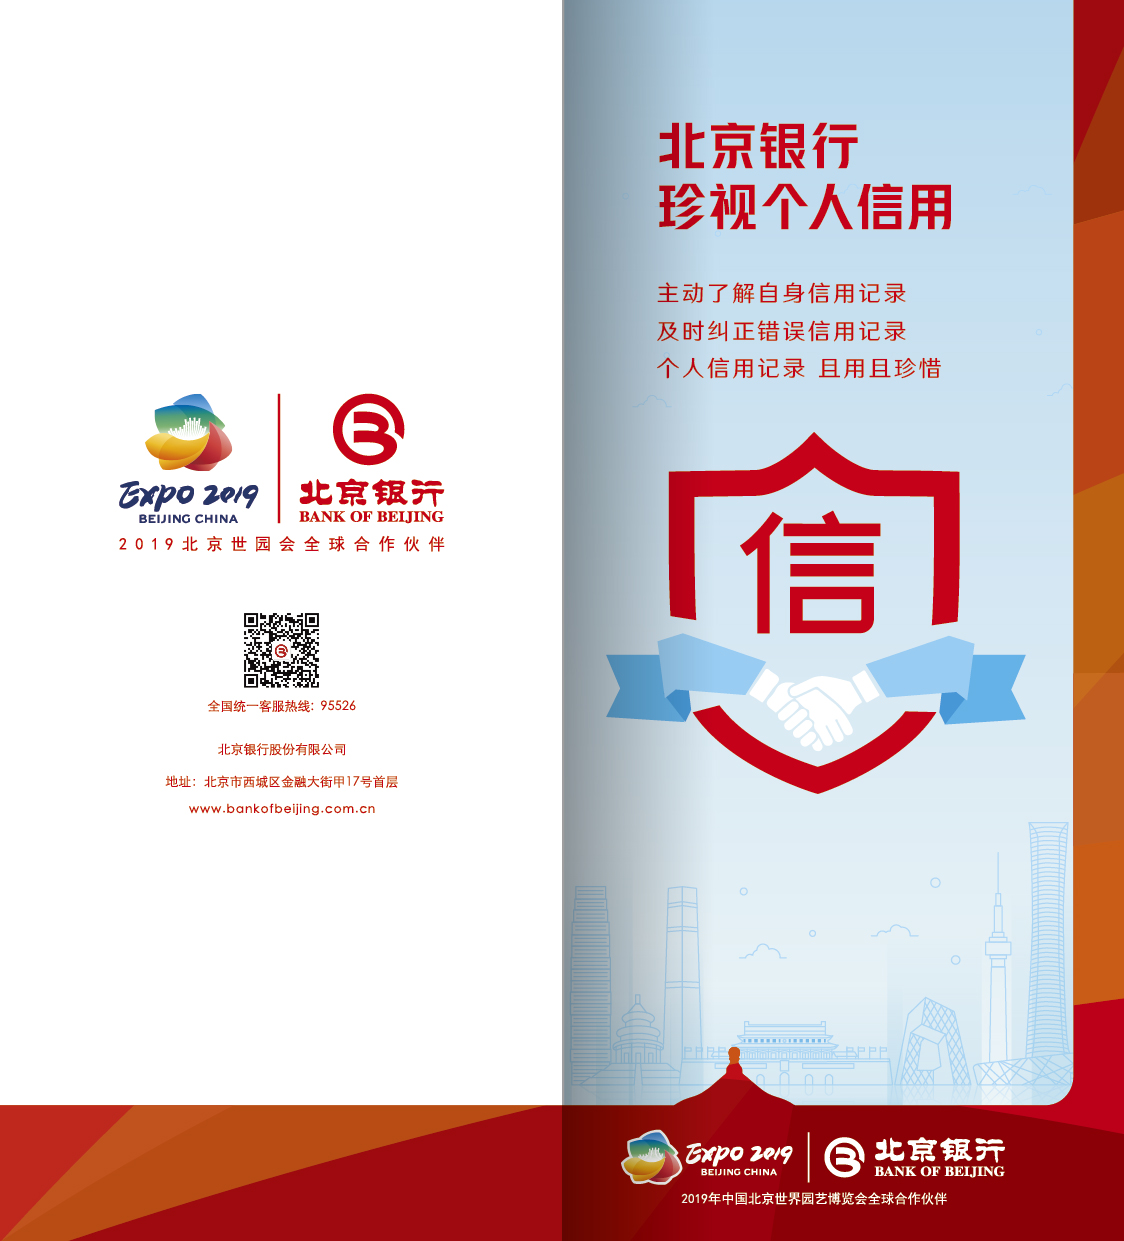 EXPO 2019
BEIJING CHINA
北京银行
BANK OF BEIJING
2019北京世园会全球合作伙伴
全国统一客服热线：95526
北京银行股份有限公司
地址：北京市西城区金融大街甲17号首层
www.bankofbeijing.com.cn
北京银行
珍视个人信用
主动了解自身信用记录
及时纠正错误信用记录
个人信用记录 且用且珍惜
信
EXPO 2019
BEIJING CHINA
北京银行
BANK OF BEIJING
2019年中国北京世界园艺博览会全球合作伙伴